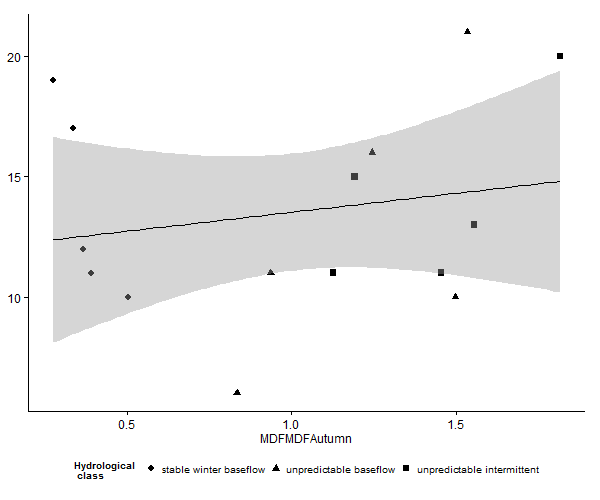 20
15
10
0.5 1.0 1.5
MDFMDFAutumn
Hydrological
class
stable winter baseflow unpredictable baseflow unpredictable intermittent